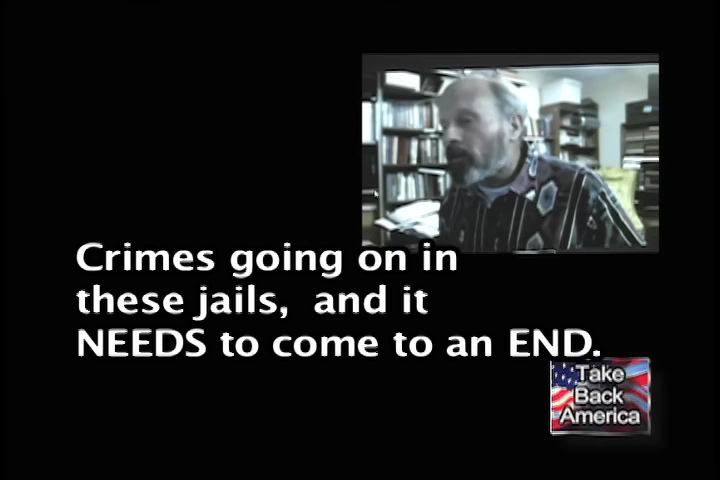 Crimes going on in
these jails, and it
NEEDS to come to an END.
Take
Back
America